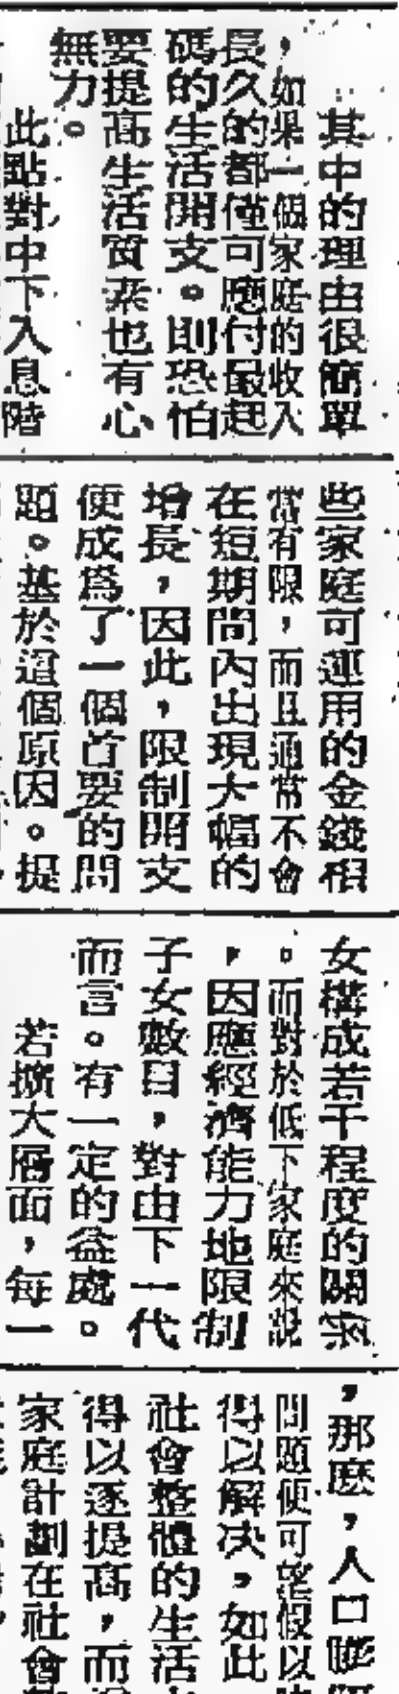 其中的理由很簡單
，如果一個家庭的收入
長久的都僅可應付最起
碼的生活開支。則恐怕
要提高生活質素也有心
無力。
此點對中下入息階
些家庭可運用的金錢相
當有限，而且通常不會
在短期間內出現大幅的
增長，因此，限制開支
便成爲了一個首要的問
題。基於這個原因。提
女構成若干程度的關宗
。而對於低下家庭來說
，因應經濟能力地限制
子女數目，對由下一代
而言。有一定的益處。
若擴大層面，每一
，那麽，人口膨
問題便可望假以
得以解决，如此
社會整體的生活
得以逐提高，而
家庭計劃在社會